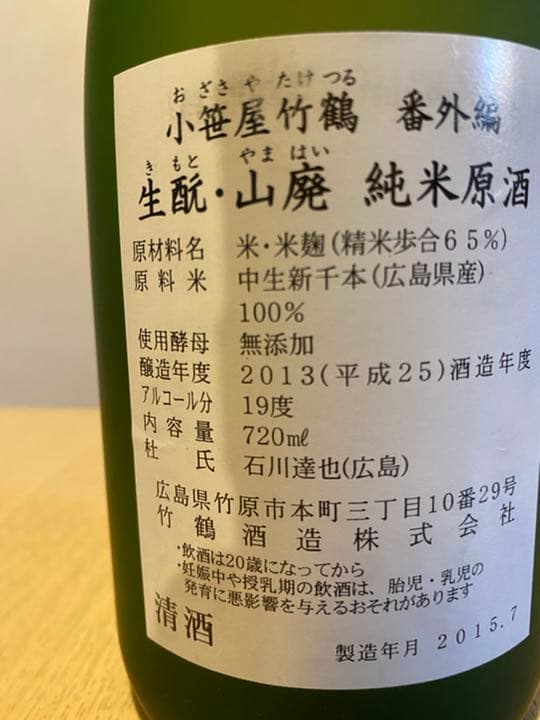 お ざさ や たけ つる
小笹屋竹鶴 番外編
き もと やま はい
生酛・山廃 純米原酒
原材料名 米・米麹(精米歩合65%)
原料米 中生新千本(広島県産)
100%
使用酵母 無添加
醸造年度 2013(平成25)酒造年度
アルコール分 19度
内容量 720㎖
杜氏 石川達也(広島)
広島県竹原市本町三丁目10番29号
竹鶴酒造株式会社
・飲酒は20歳になってから
・妊娠中や授乳期の飲酒は、胎児・乳児の
発育に悪影響を与えるおそれがあります
清酒
製造年月 2015.7